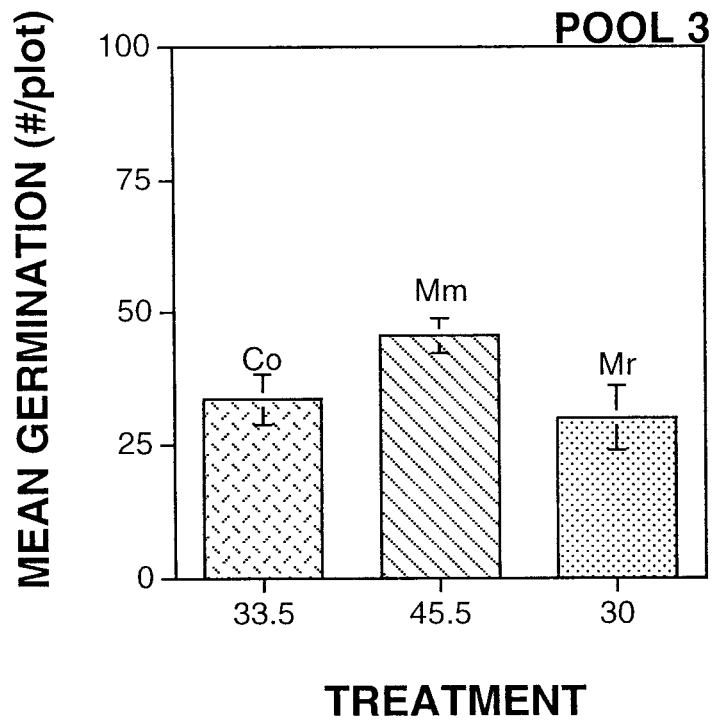 POOL 3
MEAN GERMINATION (#/plot)
100
75
50
25
0
Co
Mm
Mr
33.5
45.5
30
TREATMENT